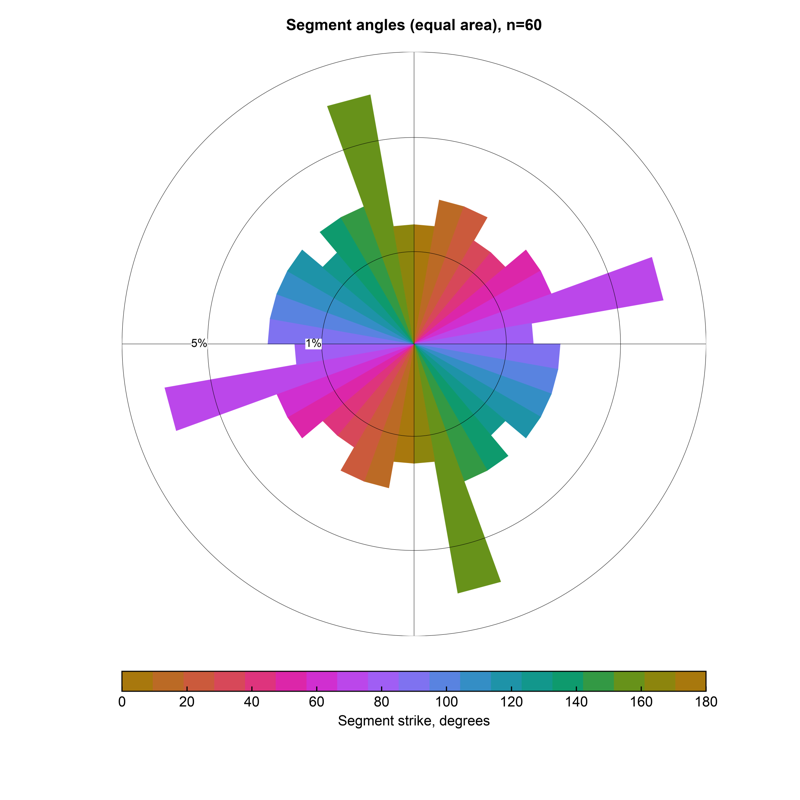 Segment angles (equal area), n=60
5% 1%
0 20 40 60 80 100 120 140 160 180
Segment strike, degrees